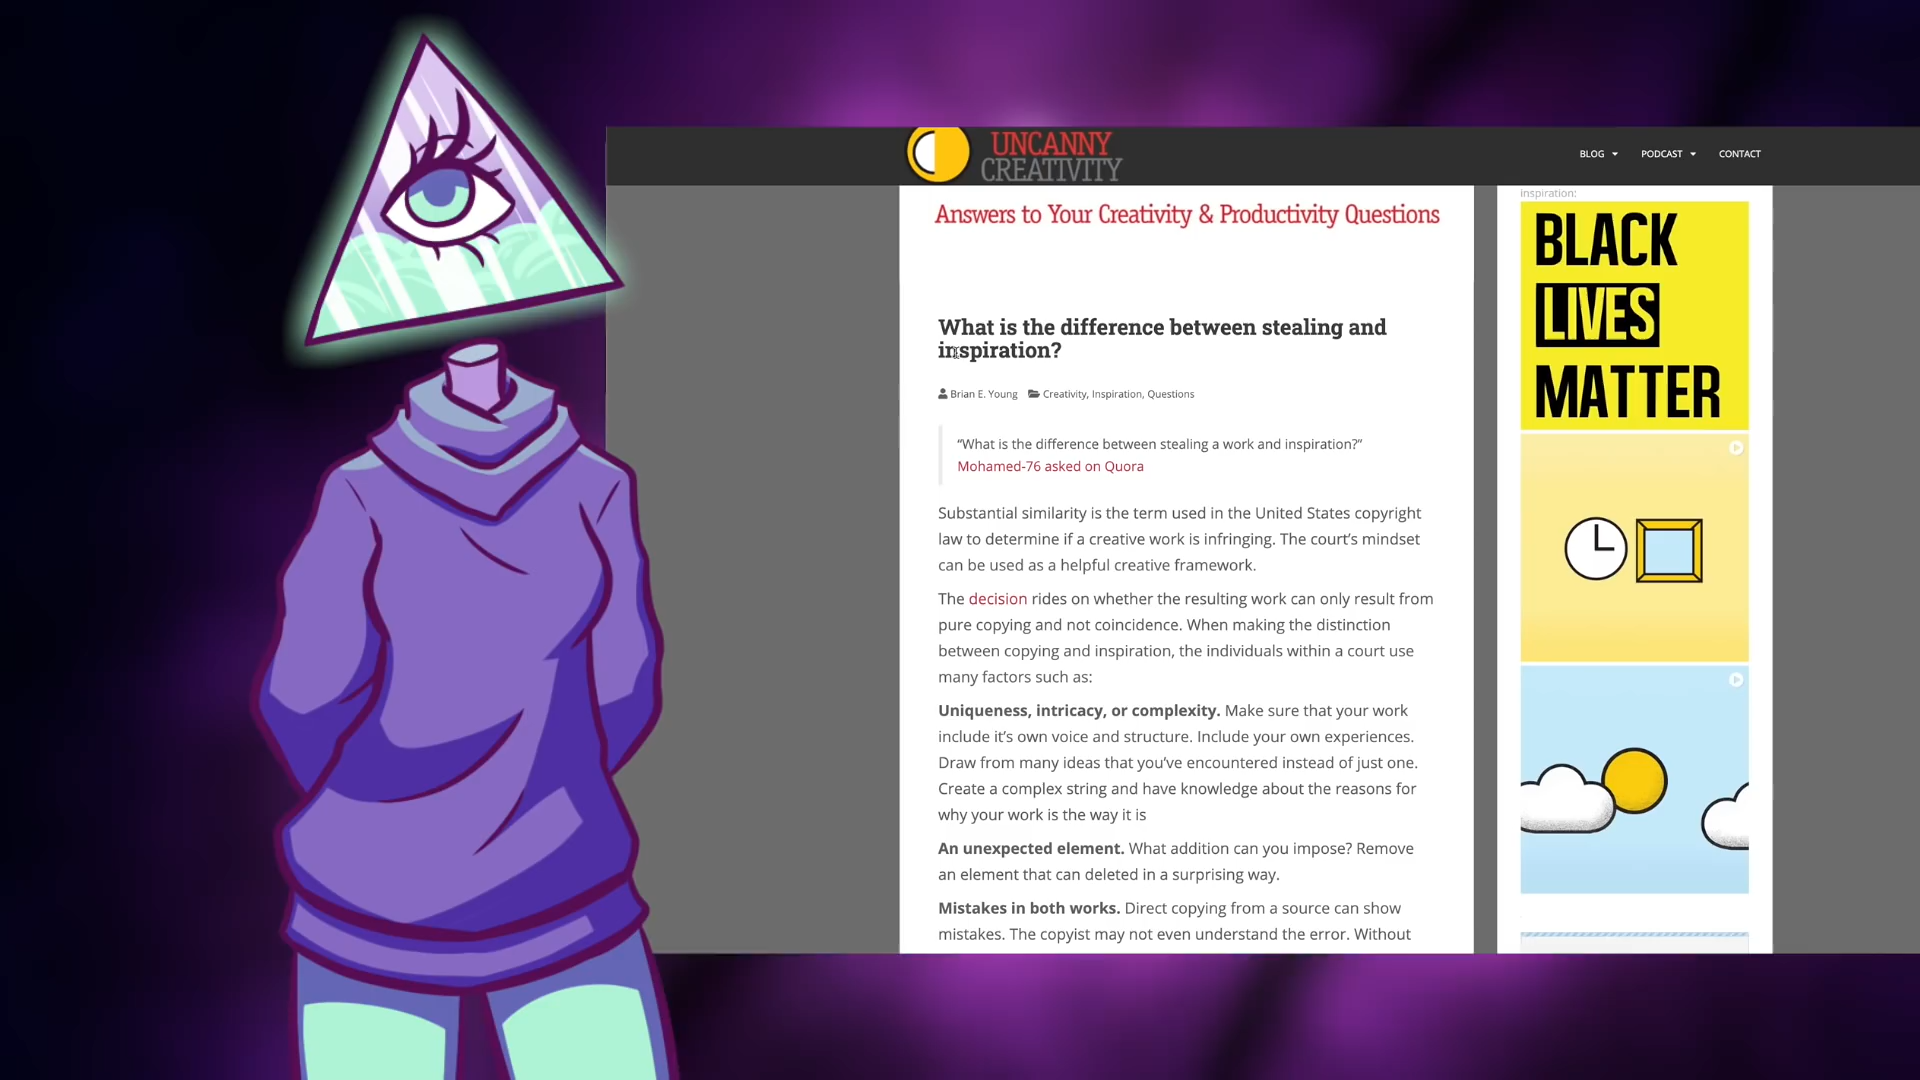 UNCANNY
CREATIVITY
BLOG
PODCAST
CONTACT
Answers to Your Creativity & Productivity Questions
What is the difference between stealing and
inspiration?
Brian E. Young
Creativity, Inspiration, Questions
“What is the difference between stealing a work and inspiration?”
Mohamed-76 asked on Quora
Substantial similarity is the term used in the United States copyright
law to determine if a creative work is infringing. The court’s mindset
can be used as a helpful creative framework.
The decision rides on whether the resulting work can only result from
pure copying and not coincidence. When making the distinction
between copying and inspiration, the individuals within a court use
many factors such as:
Uniqueness, intricacy, or complexity. Make sure that your work
include it’s own voice and structure. Include your own experiences.
Draw from many ideas that you’ve encountered instead of just one.
Create a complex string and have knowledge about the reasons for
why your work is the way it is
An unexpected element. What addition can you impose? Remove
an element that can deleted in a surprising way.
Mistakes in both works. Direct copying from a source can show
mistakes. The copyist may not even understand the error. Without
inspiration:
BLACK
LIVES
MATTER